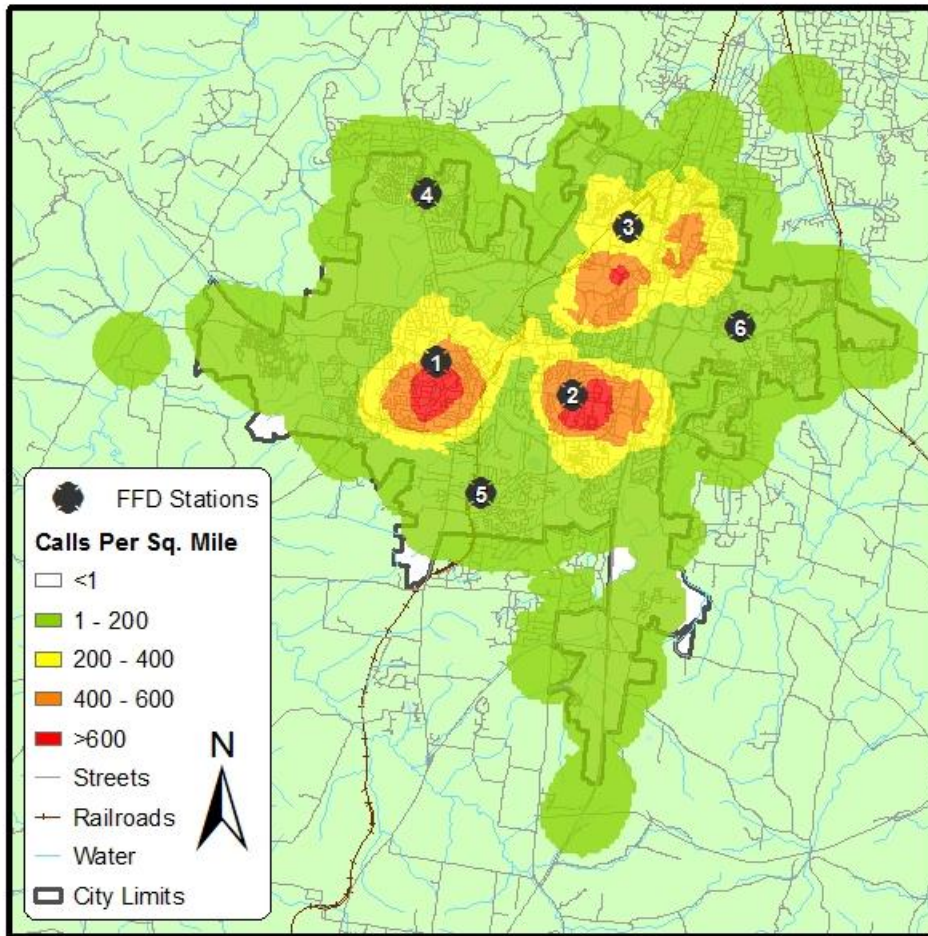 4
3
6
1
2
5
FFD Stations
Calls Per Sq. Mile
<1
1 - 200
200 - 400
400 - 600
>600
Streets
Railroads
Water
City Limits
N